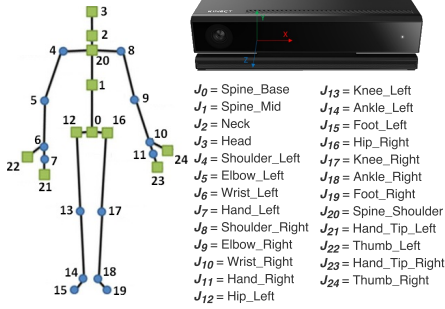 3
2
4
8
20
1
5
9
12
0
16
6
10
22
7
11
24
21
23
13
17
14
18
15
19
KINECT
X
Z
J0 = Spine_Base
J1 = Spine_Mid
J2 = Neck
J3 = Head
J4 = Shoulder_Left
J5 = Elbow_Left
J6 = Wrist_Left
J7 = Hand_Left
J8 = Shoulder_Right
J9 = Elbow_Right
J10 = Wrist_Right
J11 = Hand_Right
J12 = Hip_Left
J13 = Knee_Left
J14 = Ankle_Left
J15 = Foot_Left
J16 = Hip_Right
J17 = Knee_Right
J18 = Ankle_Right
J19 = Foot_Right
J20 = Spine_Shoulder
J21 = Hand_Tip_Left
J22 = Thumb_Left
J23 = Hand_Tip_Right
J24 = Thumb_Right